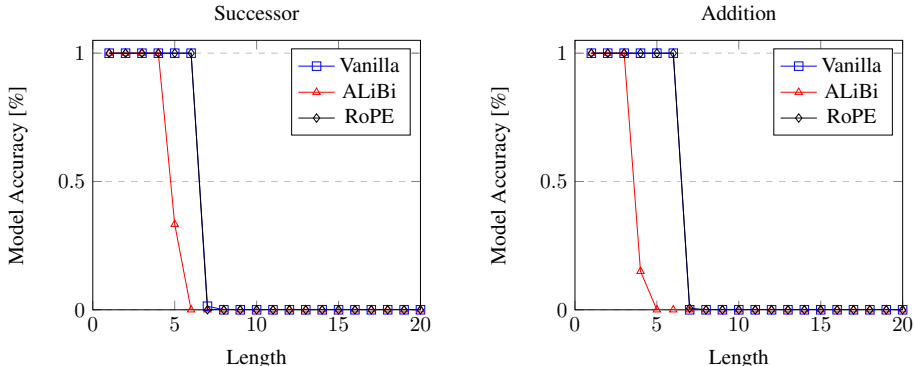 Successor
1
0.5
0
0
5
10
15
20
Model Accuracy [%]
Length
Vanilla
ALiBi
RoPE
Addition
1
0.5
0
0
5
10
15
20
Model Accuracy [%]
Length
Vanilla
ALiBi
RoPE